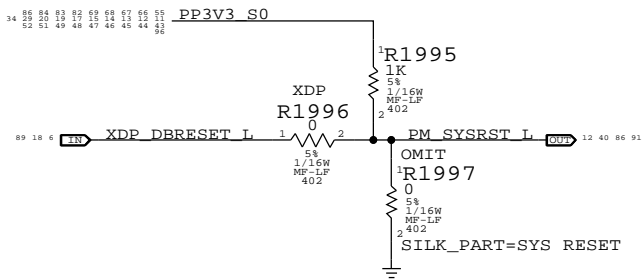 86 84 83 82 69 68 67 66 55
34 29 20 19 17 15 14 13 12 11
52 51 49 48 47 46 45 44 43
96
PP3V3_S0
1
R1995
1K
5%
1/16W
MF-LF
402
2
XDP
R1996
0
89 18 6 IN XDP_DBRESET_L 1 2 PM_SYSRST_L OUT 12 40 86 91
5%
1/16W
MF-LF
402
OMIT
1
R1997
0
5%
1/16W
MF-LF
402
2
SILK_PART=SYS RESET